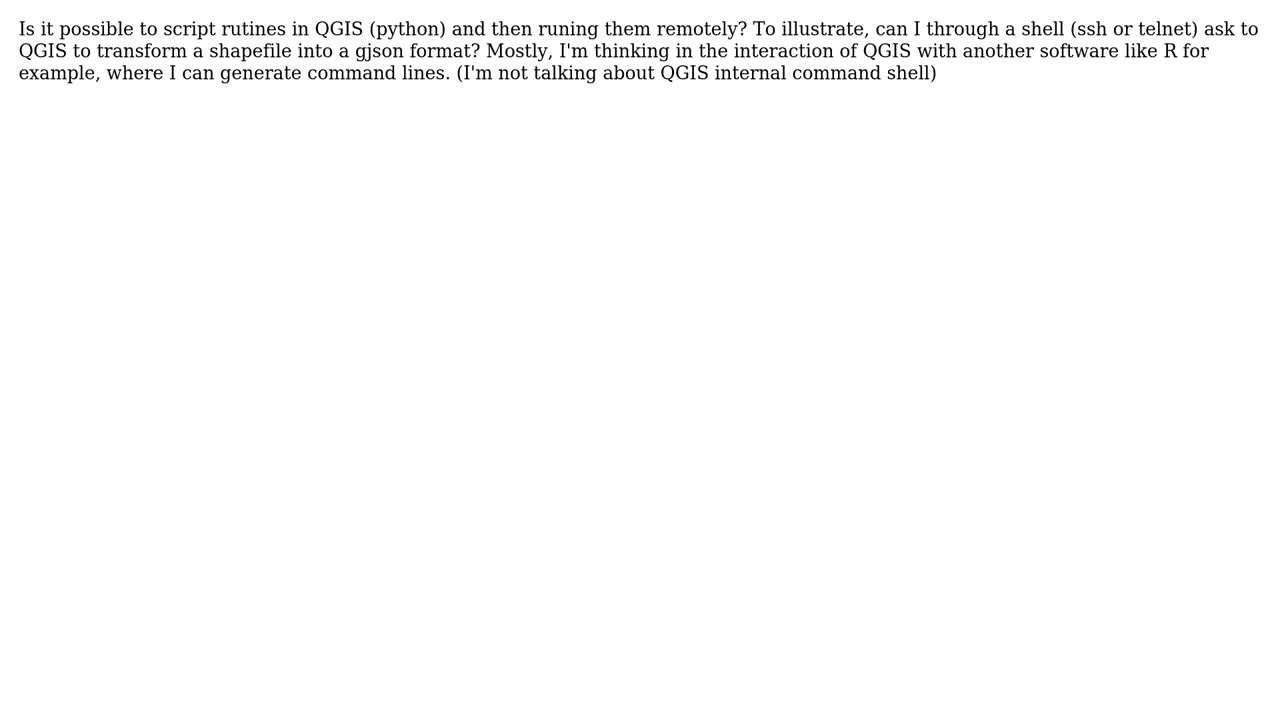 Is it possible to script rutines in QGIS (python) and then runing them remotely? To illustrate, can I through a shell (ssh or telnet) ask to
QGIS to transform a shapefile into a gjson format? Mostly, I'm thinking in the interaction of QGIS with another software like R for
example, where I can generate command lines. (I'm not talking about QGIS internal command shell)